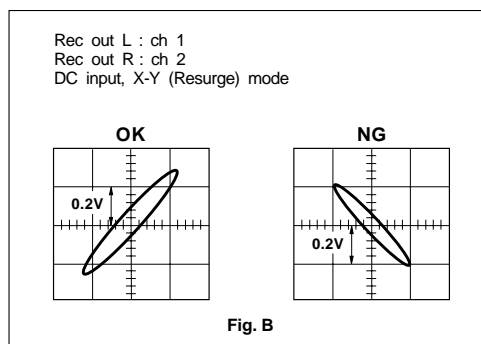 Rec out L : ch 1
Rec out R : ch 2
DC input, X-Y (Resurge) mode
OK
NG
0.2V
0.2V
Fig. B